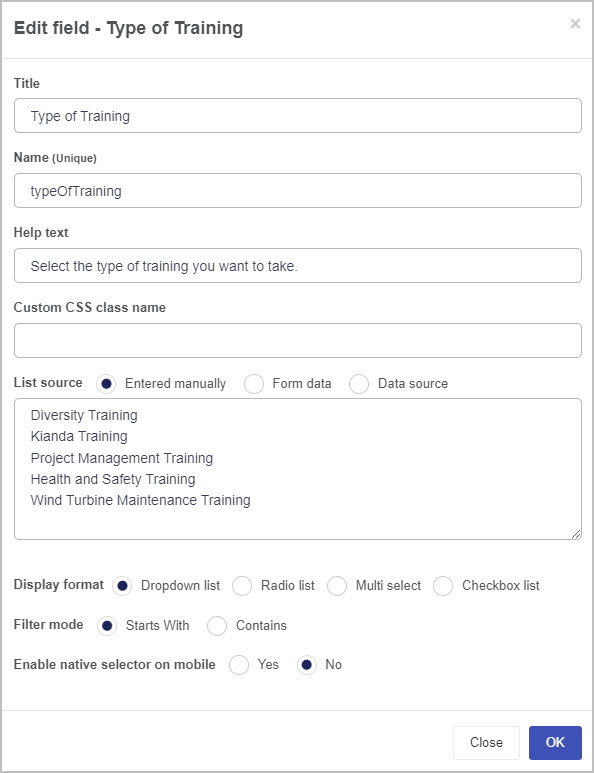 Edit field - Type of Training ×
Title
Type of Training
Name (Unique)
typeOfTraining
Help text
Select the type of training you want to take.
Custom CSS class name
List source Entered manually Form data Data source
Diversity Training
Kianda Training
Project Management Training
Health and Safety Training
Wind Turbine Maintenance Training
Display format Dropdown list Radio list Multi select Checkbox list
Filter mode Starts With Contains
Enable native selector on mobile Yes No
Close OK